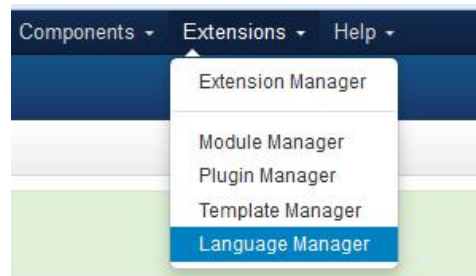 Components Extensions Help
Extension Manager
Module Manager
Plugin Manager
Template Manager
Language Manager